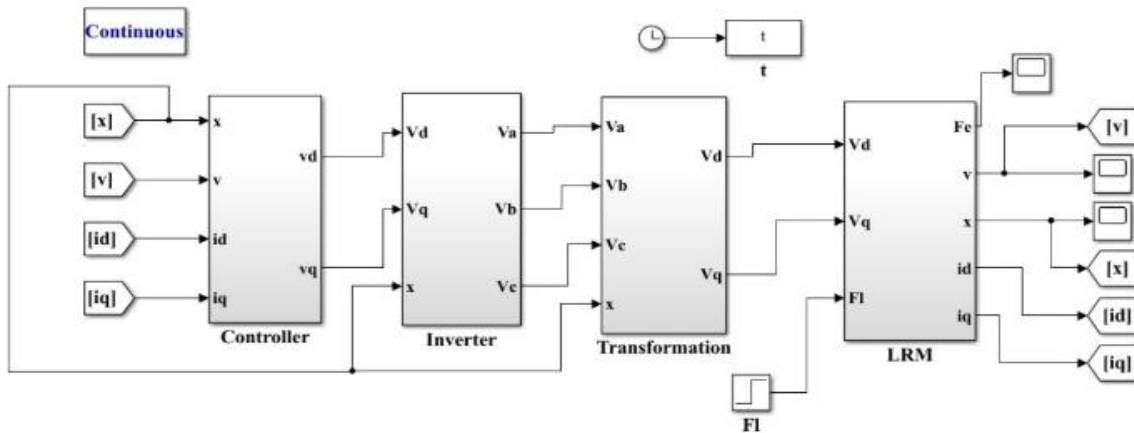 Continuous
t
t
[x]
[v]
[id]
[iq]
x
v
id
iq
vd
vq
Controller
Vd
Vq
x
Va
Vb
Vc
Inverter
Va
Vb
Vc
x
Vd
Vq
Transformation
Vd
Vq
Fl
Fe
v
x
id
iq
LRM
Fl
[v]
[x]
[id]
[iq]